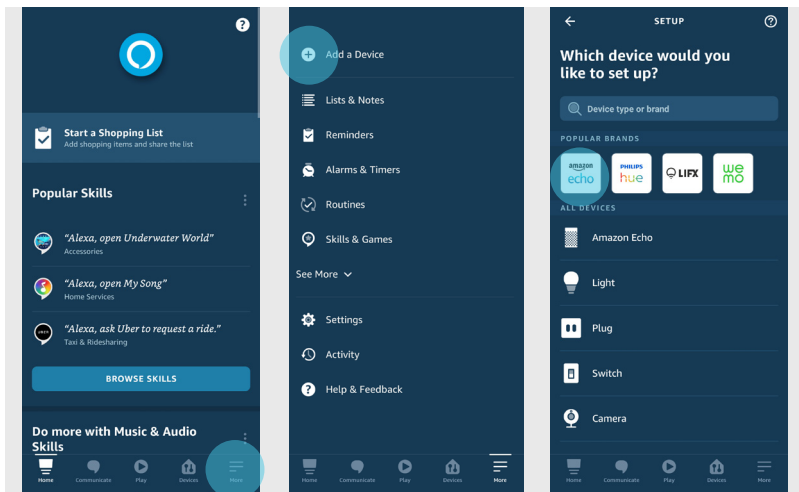 ?
Start a Shopping List
Add shopping items and share the list
Popular Skills
“Alexa, open Underwater World”
Accessories
“Alexa, open My Song”
Home Services
UBER
“Alexa, ask Uber to request a ride.”
Taxi & Ridesharing
BROWSE SKILLS
Do more with Music & Audio
Skills
Home Communicate Play Devices More
Add a Device
Lists & Notes
Reminders
Alarms & Timers
Routines
Skills & Games
See More
Settings
Activity
? Help & Feedback
Home Communicate Play Devices More
SETUP ?
Which device would you
like to set up?
Device type or brand
POPULAR BRANDS
amazon
echo
PHILIPS
hue
LIFX
we
mo
ALL DEVICES
Amazon Echo
Light
Plug
Switch
Camera
Home Communicate Play Devices More